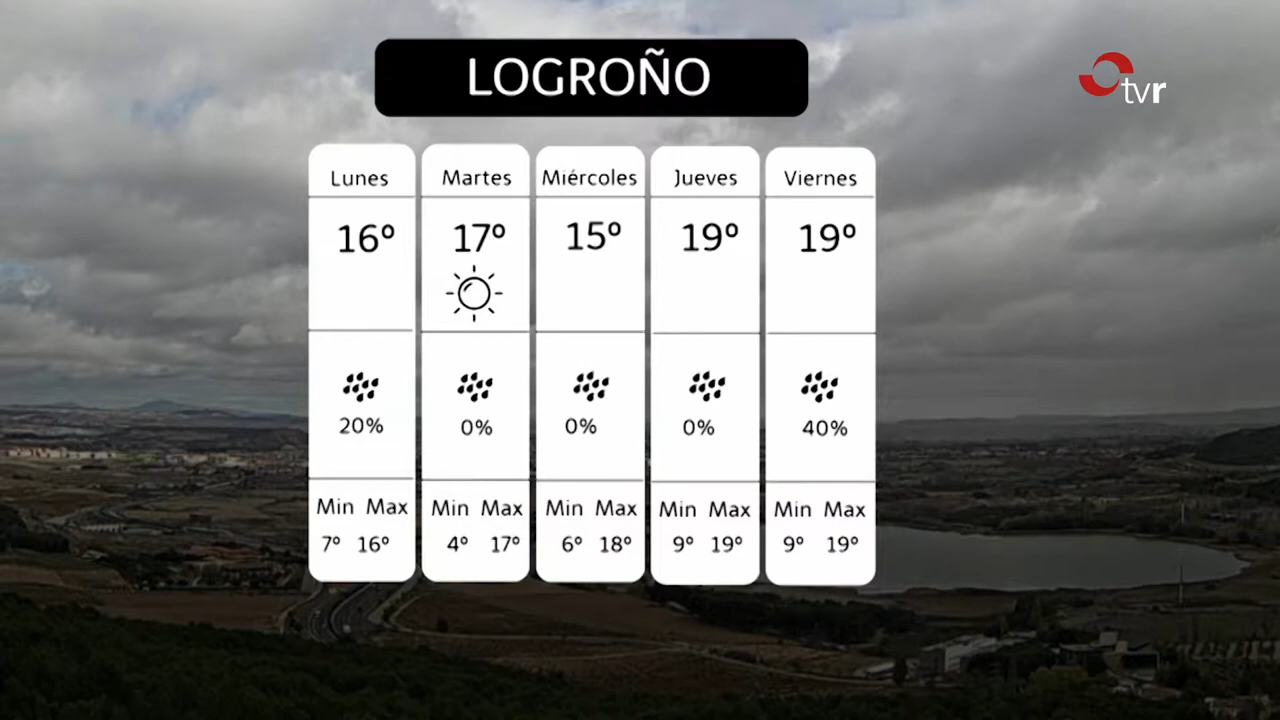 LOGROÑO
tvr
Lunes
16º
20%
Min Max
7º 16º
Martes
17º
0%
Min Max
4º 17º
Miércoles
15º
0%
Min Max
6º 18º
Jueves
19º
0%
Min Max
9º 19º
Viernes
19º
40%
Min Max
9º 19º